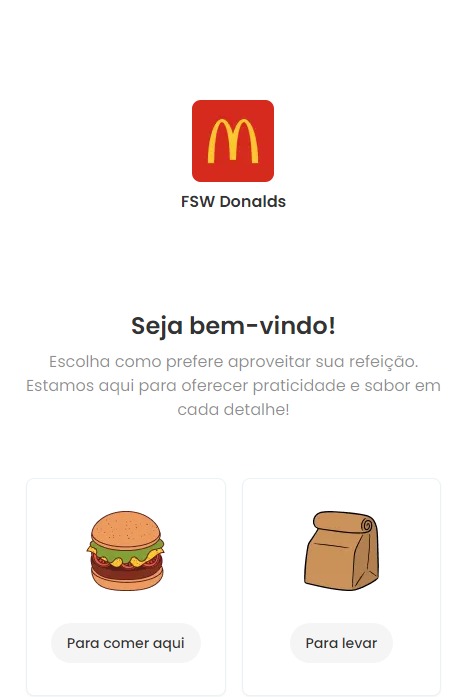 FSW Donalds
Seja bem-vindo!
Escolha como prefere aproveitar sua refeição.
Estamos aqui para oferecer praticidade e sabor em
cada detalhe!
Para comer aqui
Para levar